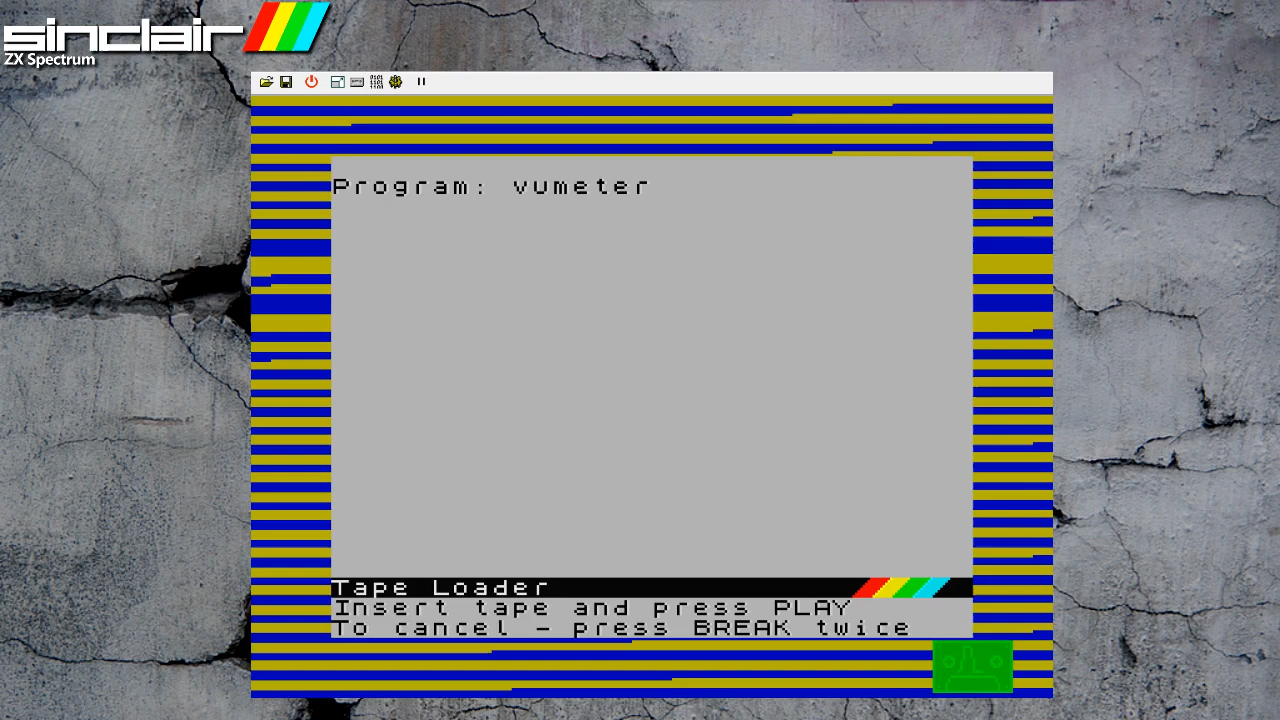 sinclair
ZX Spectrum
Program: vumeter
Tape Loader
Insert tape and press PLAY
To cancel - press BREAK twice